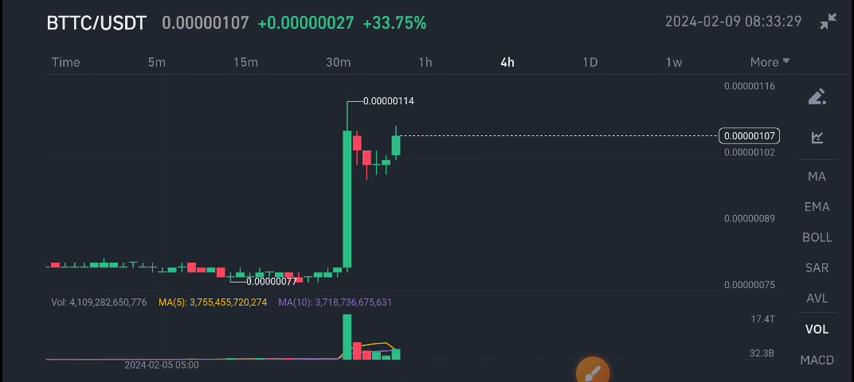 BTTC/USDT 0.00000107 +0.00000027 +33.75% 2024-02-09 08:33:29
Time 5m 15m 30m 1h 4h 1D 1w More
0.00000116
0.00000114
0.00000107
0.00000102
MA
EMA
0.00000089
BOLL
SAR
0.00000077
0.00000075
AVL
Vol: 4,109,282,650,776 MA(5): 3,755,455,720,274 MA(10): 3,718,736,675,631
17.4T
VOL
32.3B
MACD
2024-02-05 05:00